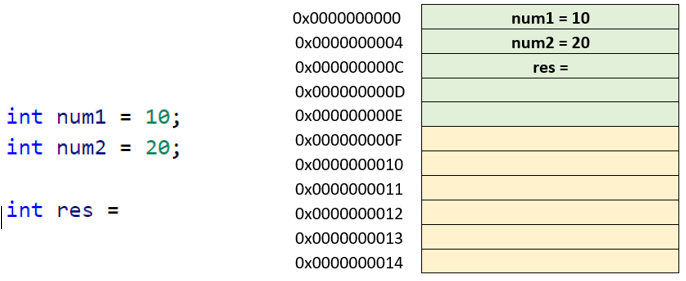 int num1 = 10;
int num2 = 20;
int res =
0x0000000000 num1 = 10
0x0000000004 num2 = 20
0x000000000C res =
0x000000000D
0x000000000E
0x000000000F
0x0000000010
0x0000000011
0x0000000012
0x0000000013
0x0000000014